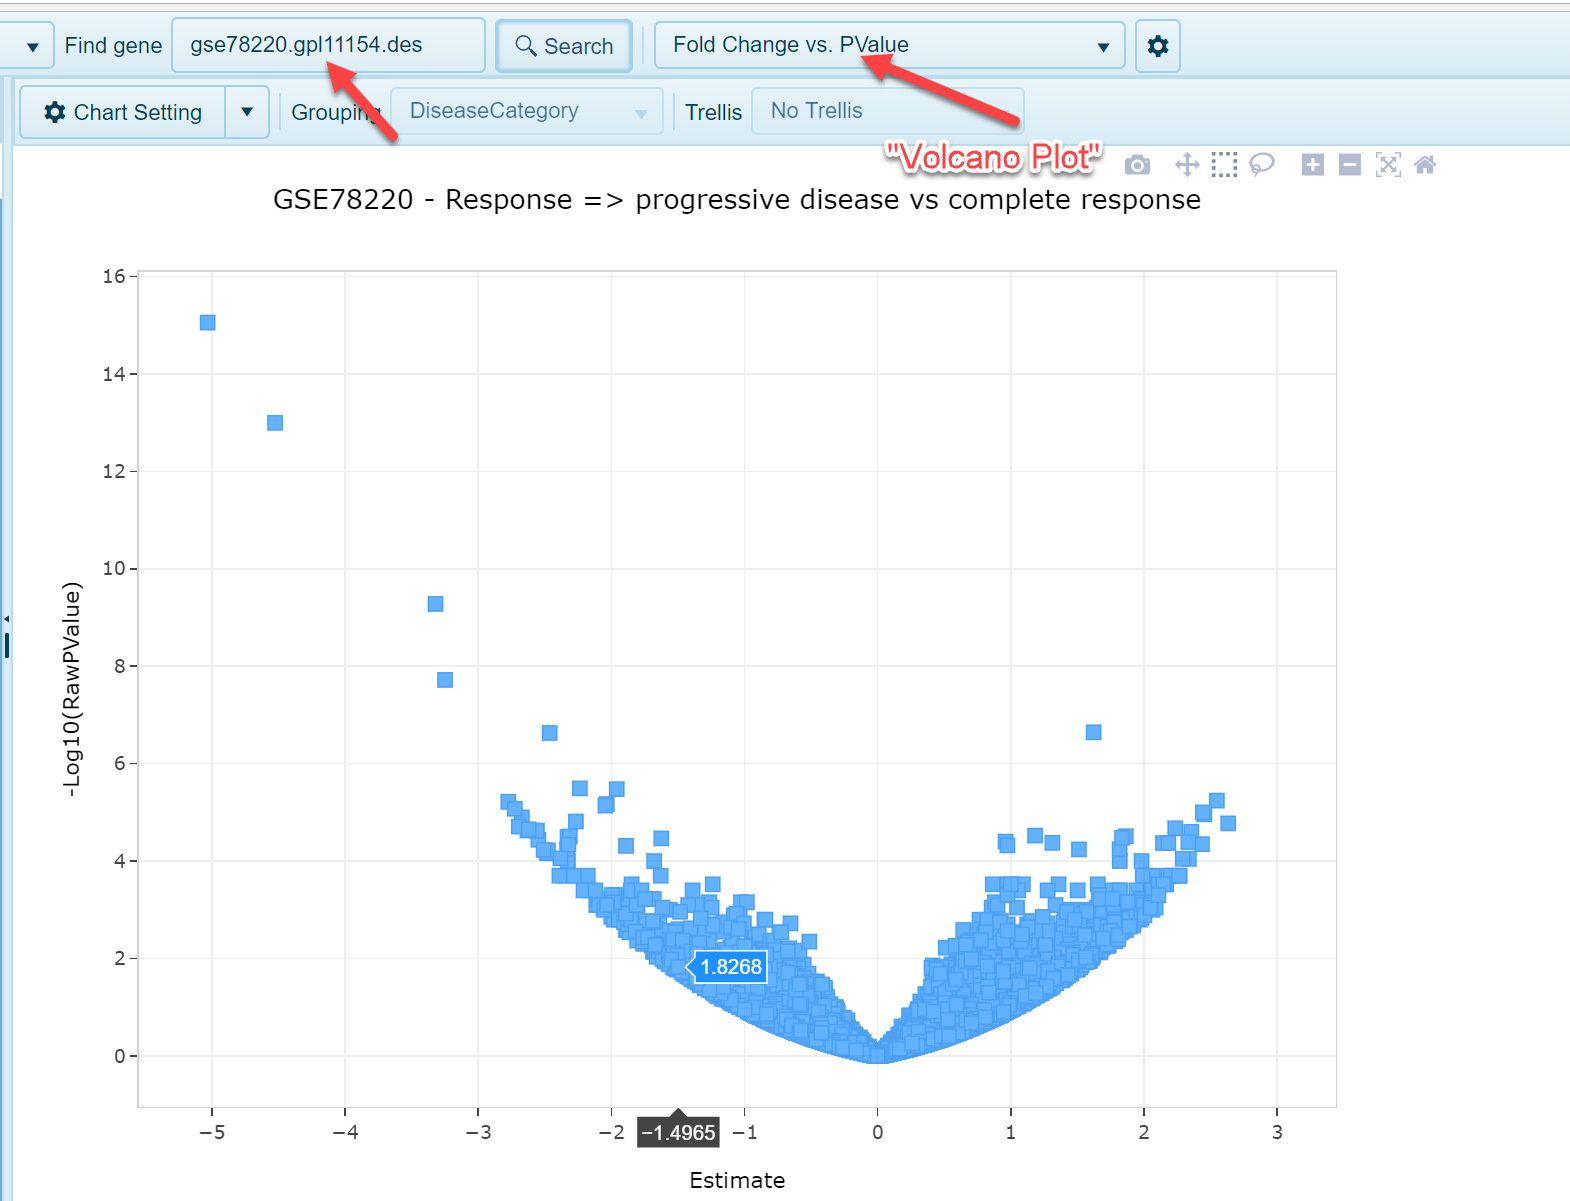 Find gene gse78220.gpl11154.des Search Fold Change vs. PValue
Chart Setting Grouping DiseaseCategory Trellis No Trellis
"Volcano Plot"
GSE78220 - Response => progressive disease vs complete response
16
14
12
10
8
6
4
2
0
-Log10(RawPValue)
1.8268
−5 −4 −3 −2 −1.4965 −1 0 1 2 3
Estimate